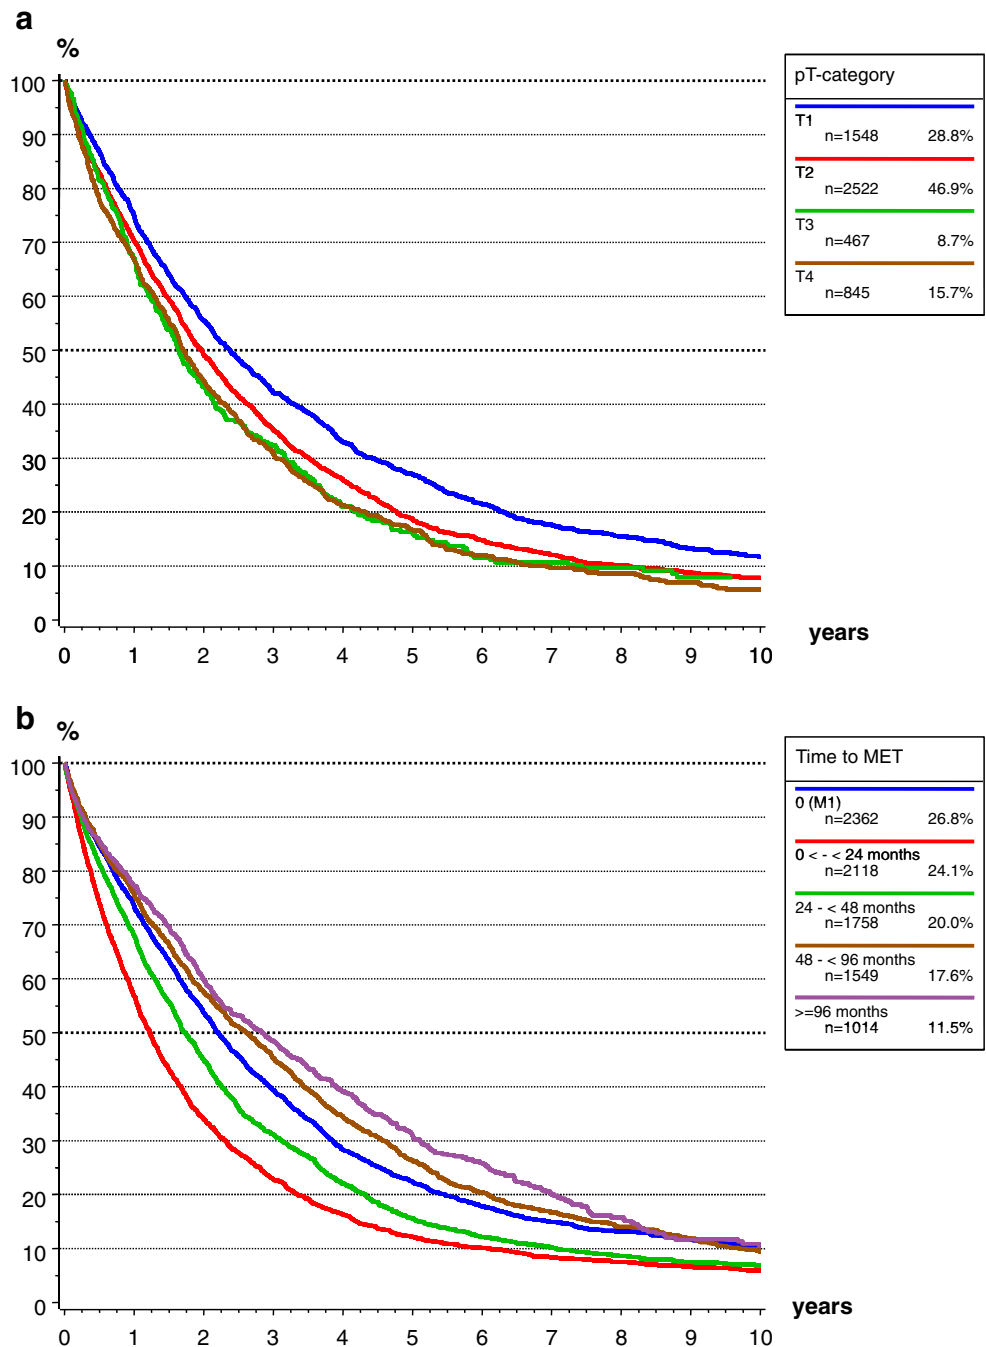 a
%
100
90
80
70
60
50
40
30
20
10
0
0 1 2 3 4 5 6 7 8 9 10
years
pT-category
T1
n=1548 28.8%
T2
n=2522 46.9%
T3
n=467 8.7%
T4
n=845 15.7%
b
%
100
90
80
70
60
50
40
30
20
10
0
0 1 2 3 4 5 6 7 8 9 10
years
Time to MET
0 (M1)
n=2362 26.8%
0 < - < 24 months
n=2118 24.1%
24 - < 48 months
n=1758 20.0%
48 - < 96 months
n=1549 17.6%
>=96 months
n=1014 11.5%